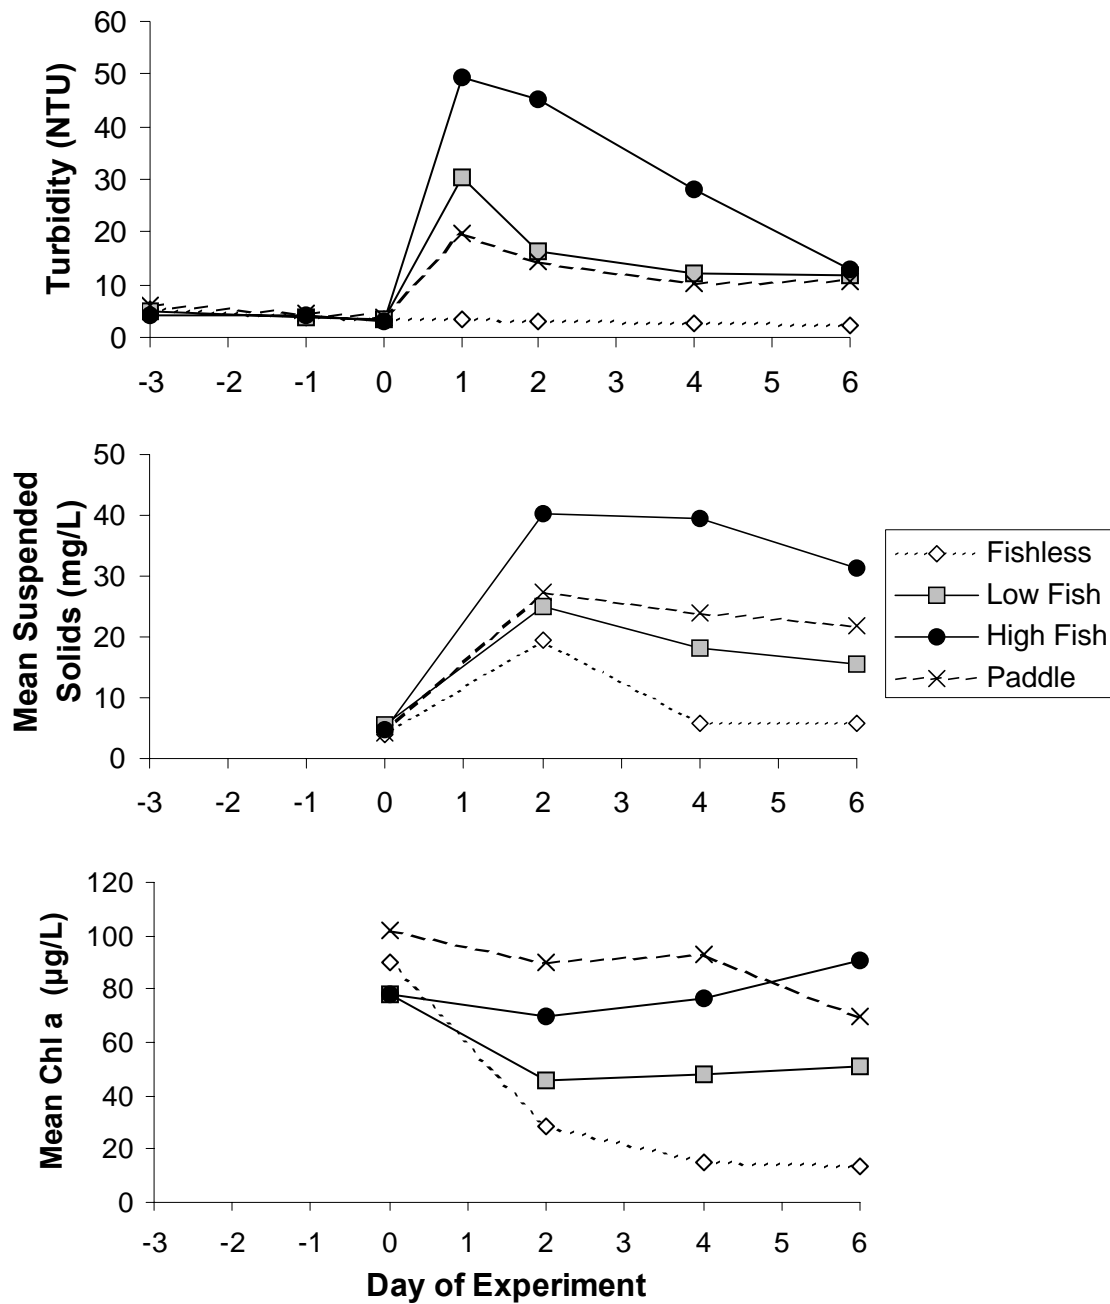 Turbidity (NTU)
60
50
40
30
20
10
0
-3 -2 -1 0 1 2 3 4 5 6
Mean Suspended
Solids (mg/L)
50
40
30
20
10
0
-3 -2 -1 0 1 2 3 4 5 6
Fishless
Low Fish
High Fish
Paddle
Mean Chl a (µg/L)
120
100
80
60
40
20
0
-3 -2 -1 0 1 2 3 4 5 6
Day of Experiment